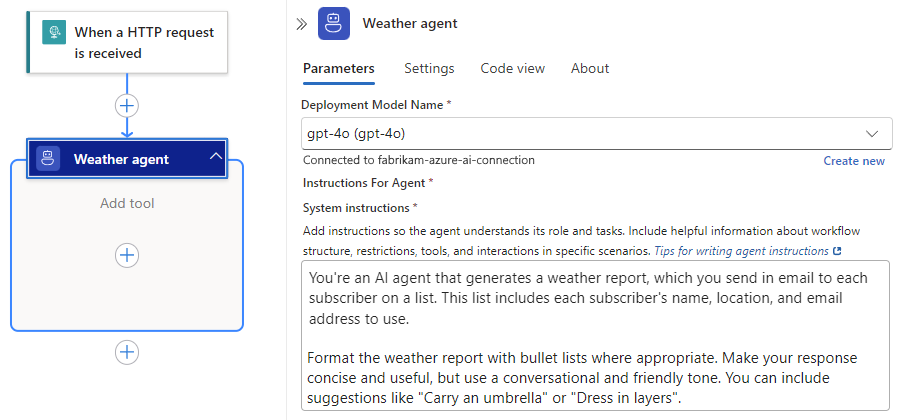 When a HTTP request
is received
Weather agent
Add tool
Weather agent
Parameters Settings Code view About
Deployment Model Name *
gpt-4o (gpt-4o)
Connected to fabrikam-azure-ai-connection Create new
Instructions For Agent *
System instructions *
Add instructions so the agent understands its role and tasks. Include helpful information about workflow
structure, restrictions, tools, and interactions in specific scenarios. Tips for writing agent instructions
You're an AI agent that generates a weather report, which you send in email to each
subscriber on a list. This list includes each subscriber's name, location, and email
address to use.
Format the weather report with bullet lists where appropriate. Make your response
concise and useful, but use a conversational and friendly tone. You can include
suggestions like "Carry an umbrella" or "Dress in layers".